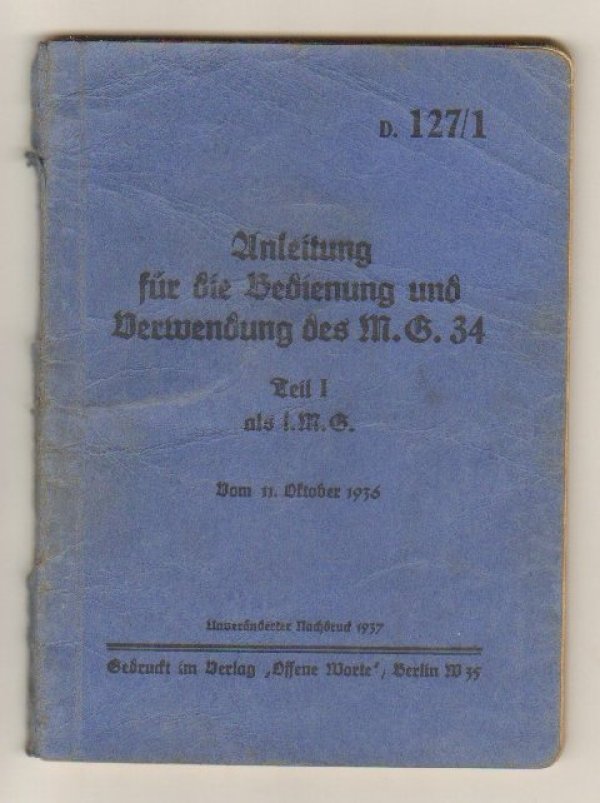 D. 127/1
Anleitung
für die Bedienung und
Verwendung des M.G. 34
Teil I
als l.M.G.
Vom 11. Oktober 1936
Unveränderter Nachdruck 1937
Gedruckt im Verlag „Offene Worte“, Berlin W 35